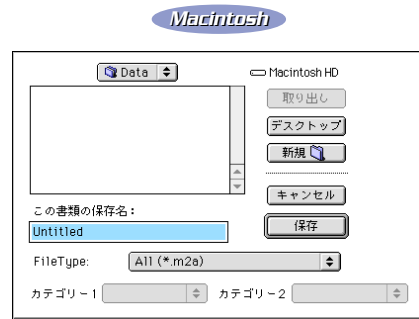 Macintosh
Data
Macintosh HD
取り出し
デスクトップ
新規
キャンセル
この書類の保存名:
Untitled
保存
FileType:
All (*.m2a)
カテゴリー1
カテゴリー2